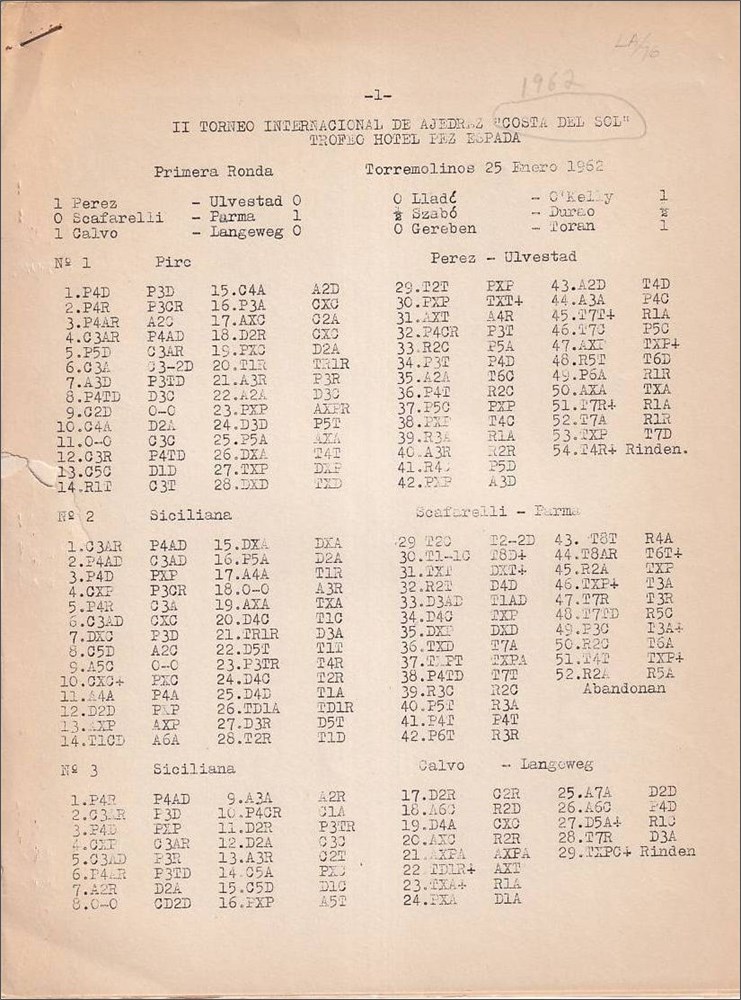 1962
-1-
II TORNEO INTERNACIONAL DE AJEDREZ "COSTA DEL SOL"
TROFEO HOTEL PEZ ESPADA
Primera Ronda Torremolinos 25 Enero 1962
1 Perez - Ulvestad 0 0 Lladó - O'Kelly 1
0 Scafarelli - Parma 1 ½ Szabó - Durao ½
1 Calvo - Langeweg 0 0 Gereben - Toran 1
Nº 1 Pirc Perez - Ulvestad
1.P4D P3D 15.C4A A2D 29.T2T PXP 43.A2D T4D
2.P4R P3CR 16.P3A CXC 30.PXP TXT+ 44.A3A P4C
3.P4AR A2C 17.AXC C2A 31.AXT A4R 45.T7T+ R1A
4.C3AR P4AD 18.D2R CXC 32.P4CR P3T 46.T7C P5C
5.P5D C3AR 19.PXC D2A 33.R2C P5A 47.AXP TXP+
6.C3A C3-2D 20.T1R TR1R 34.P3T P4D 48.R5T T6D
7.A3D P3TD 21.A3R P3R 35.A2A T6C 49.P6A R1R
8.P4TD D3C 22.A2A D3C 36.P4T R2C 50.AXA TXA
9.C2D O-O 23.PXP AXPR 37.P5C PXP 51.T7R+ R1A
10.C4A D2A 24.D3D P5T 38.PXP T4C 52.T7A R1R
11.O-O C3C 25.P5A AXA 39.R3A R1A 53.TXP T7D
12.C3R P4TD 26.DXA T4T 40.A3R R2R 54.T4R+ Rinden.
13.C5C D1D 27.TXP DXP 41.R4C P5D
14.R1T C3T 28.DXD TXD 42.PXP A3D
Nº 2 Siciliana Scafarelli - Parma
1.C3AR P4AD 15.DXA DXA 29 T2C T2-2D 43. T8T R4A
2.P4AD C3AD 16.P5A D2A 30.T1-1C T8D+ 44.T8AR T6T+
3.P4D PXP 17.A4A T1R 31.TXT DXT+ 45.R2A TXP
4.CXP P3CR 18.O-O A3R 32.R2T D4D 46.TXP+ T3A
5.P4R C3A 19.AXA TXA 33.D3AD T1AD 47.T7R T3R
6.C3AD CXC 20.D4C T1C 34.D4C TXP 48.T7TD R5C
7.DXC P3D 21.TR1R D3A 35.DXP DXD 49.P3C T3A+
8.C5D A2C 22.D5T T1T 36.TXD T7A 50.R2C T6A
9.A5C O-O 23.P3TR T4R 37.TXPT TXPA 51.T4T TXP+
10.CXC+ PXC 24.D4C T2R 38.P4TD T7T 52.R2A R5A
11.A4A P4A 25.D4D T1A 39.R3C R2C Abandonan
12.D2D PXP 26.TD1A TD1R 40.P5T R3A
13.AXP AXP 27.D3R D5T 41.P4T P4T
14.T1CD A6A 28.T2R T1D 42.P6T R3R
Nº 3 Siciliana Calvo - Langeweg
1.P4R P4AD 9.A3A A2R 17.D2R C2R 25.A7A D2D
2.C3AR P3D 10.P4CR C1A 18.A6C R2D 26.A6C P4D
3.P4D PXP 11.D2R P3TR 19.D4A CXC 27.D5A+ R1C
4.CXP C3AR 12.D2A C3C 20.AXC R2R 28.T7R D3A
5.C3AD P3R 13.A3R C2T 21.AXPA AXPA 29.TXPC+ Rinden
6.P4AR P3TD 14.C5A PXC 22 TD1R+ AXT
7.A2R D2A 15.C5D D1C 23.TXA+ R1A
8.O-O CD2D 16.PXP A5T 24.PXA D1A